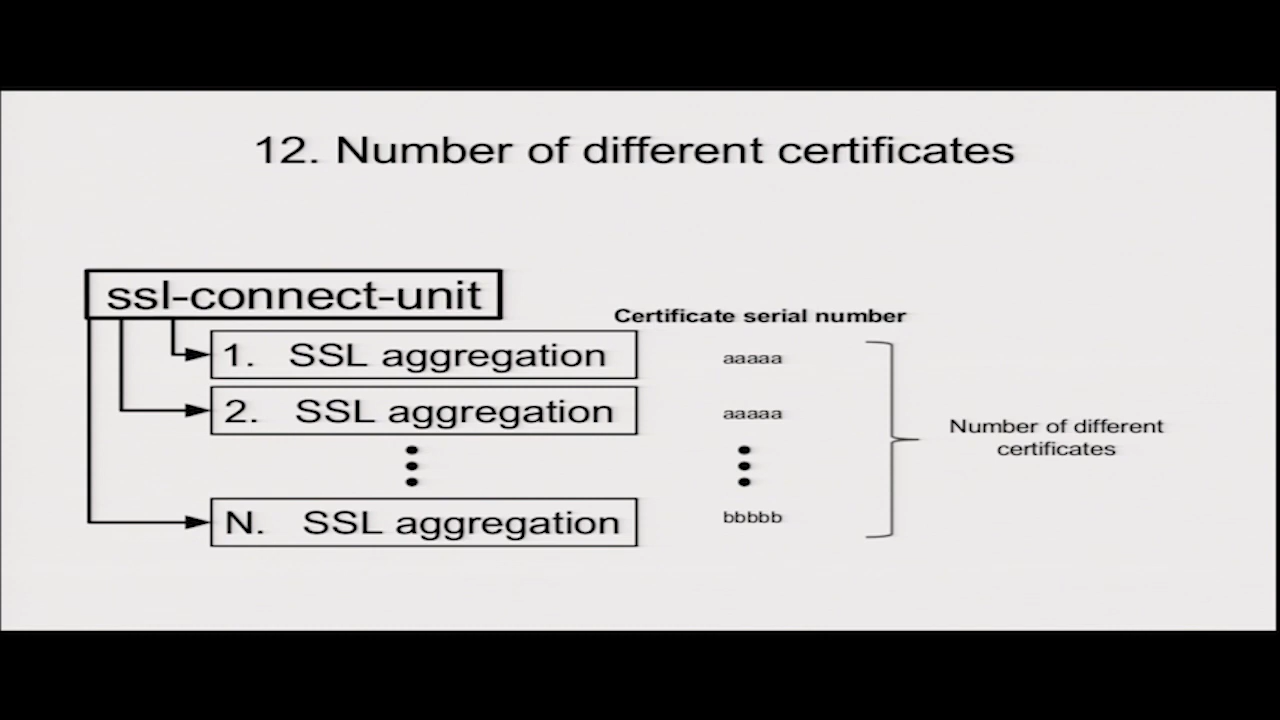 12. Number of different certificates
ssl-connect-unit
Certificate serial number
1. SSL aggregation
aaaaa
2. SSL aggregation
aaaaa
Number of different
certificates
N. SSL aggregation
bbbbb